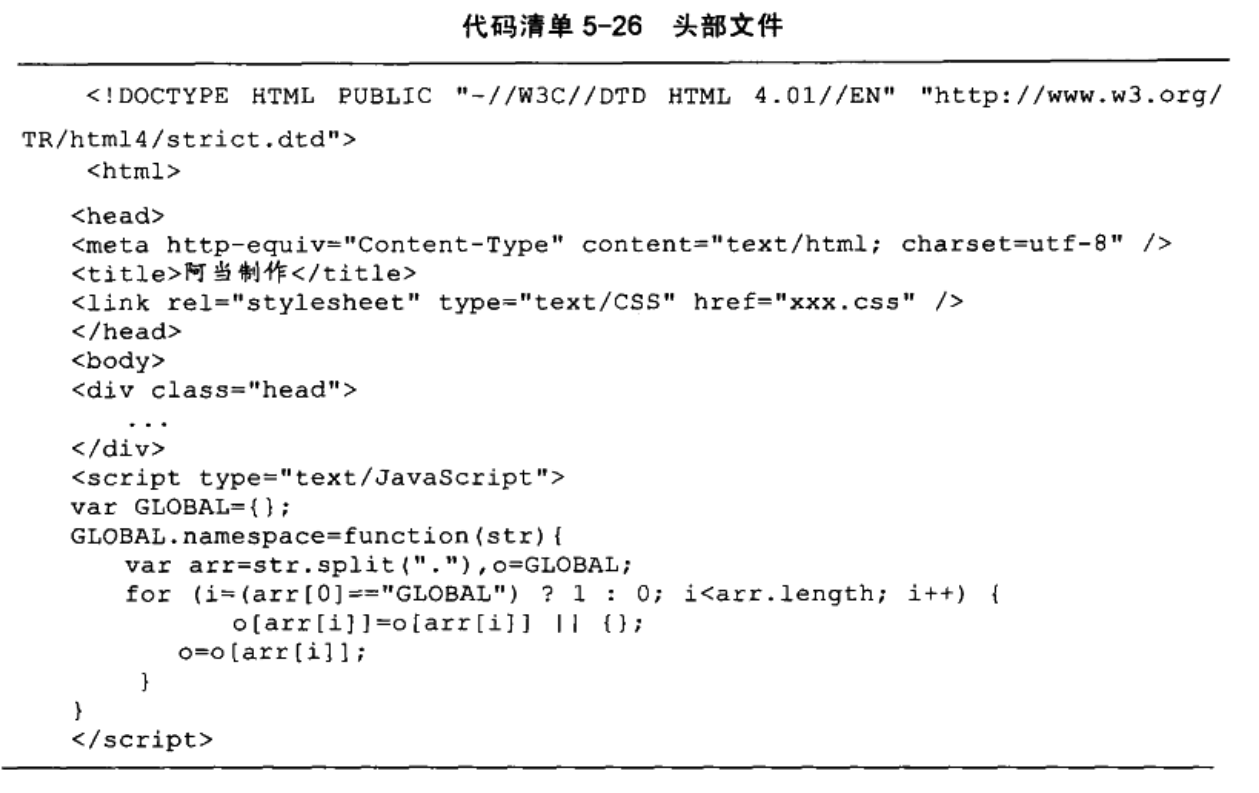 代码清单 5-26 头部文件
<!DOCTYPE HTML PUBLIC "-//W3C//DTD HTML 4.01//EN" "http://www.w3.org/
TR/html4/strict.dtd">
<html>
<head>
<meta http-equiv="Content-Type" content="text/html; charset=utf-8" />
<title>阿当制作</title>
<link rel="stylesheet" type="text/CSS" href="xxx.css" />
</head>
<body>
<div class="head">
...
</div>
<script type="text/JavaScript">
var GLOBAL={};
GLOBAL.namespace=function(str){
var arr=str.split("."),o=GLOBAL;
for (i=(arr[0]=="GLOBAL") ? 1 : 0; i<arr.length; i++) {
o[arr[i]]=o[arr[i]] || {};
o=o[arr[i]];
}
}
</script>